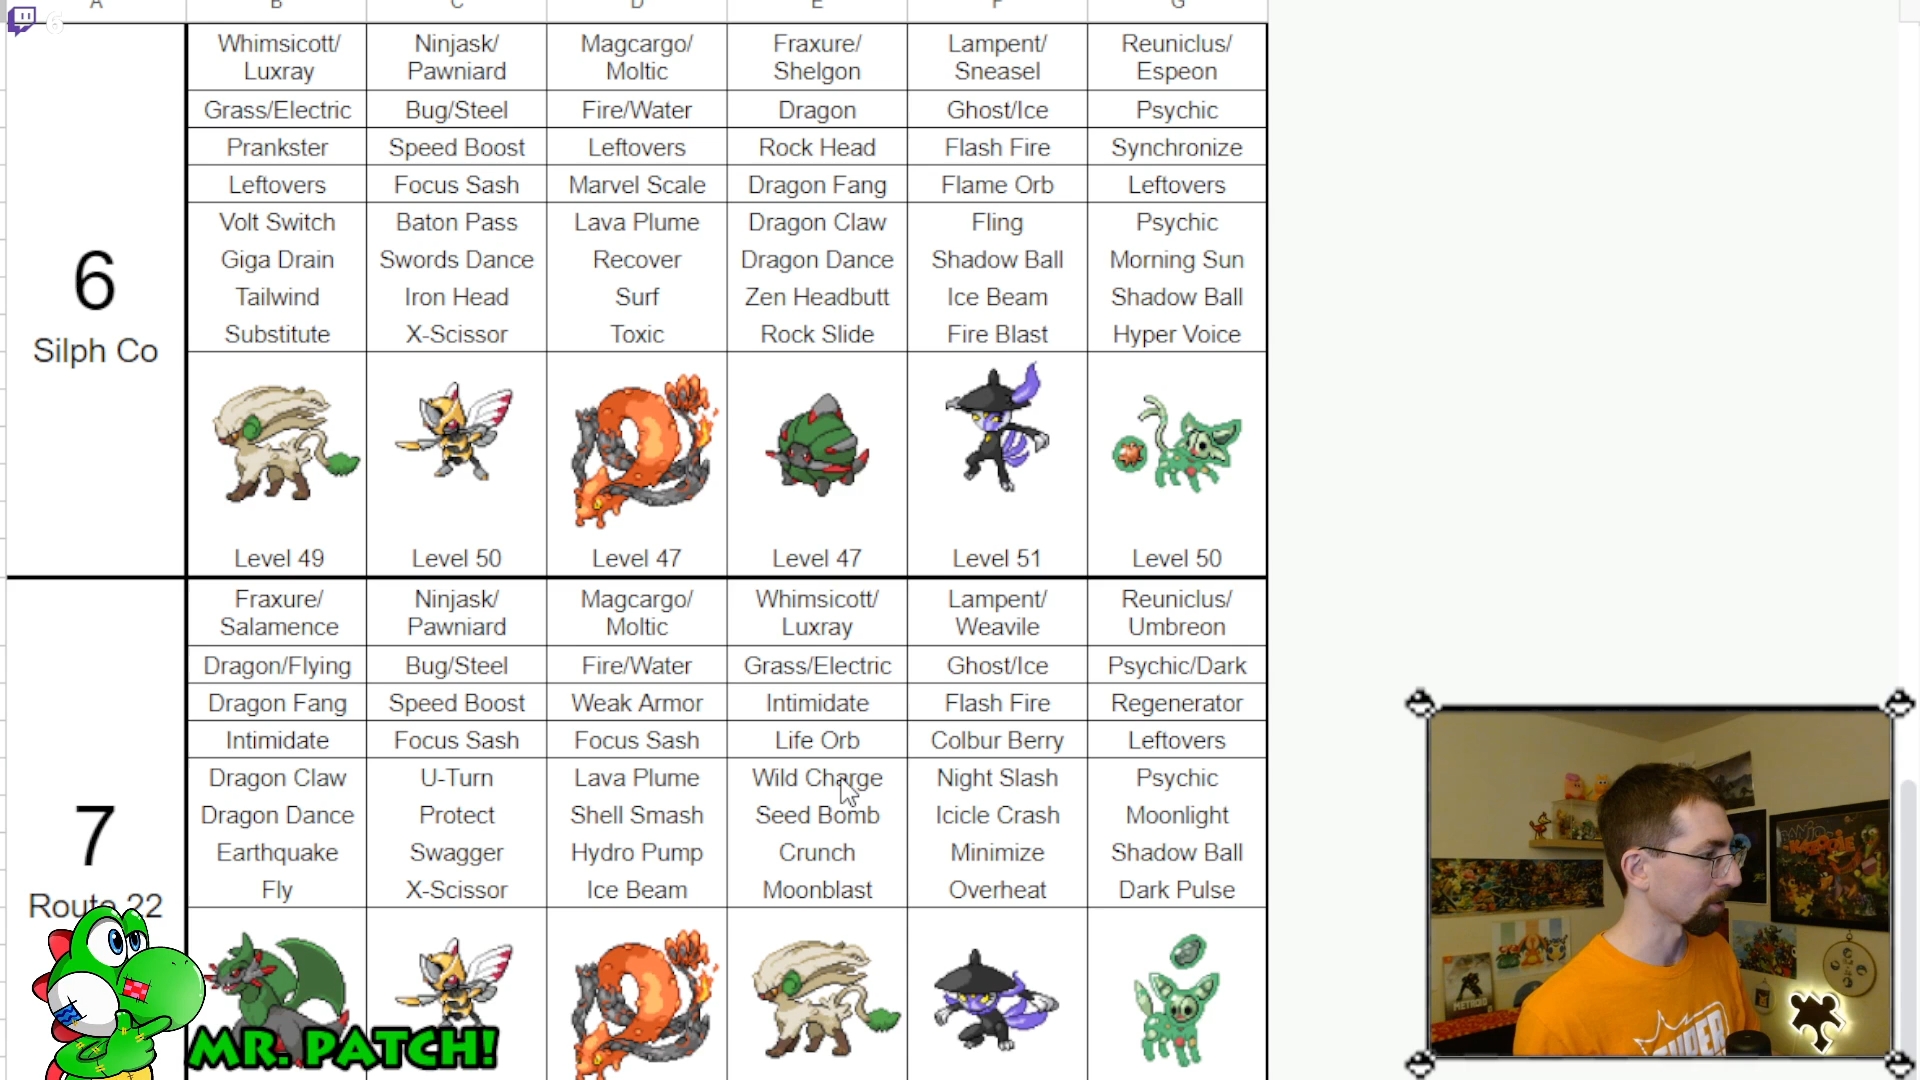 A B C D E F G
6
Whimsicott/ Ninjask/ Magcargo/ Fraxure/ Lampent/ Reuniclus/
Luxray Pawniard Moltic Shelgon Sneasel Espeon
Grass/Electric Bug/Steel Fire/Water Dragon Ghost/Ice Psychic
Prankster Speed Boost Leftovers Rock Head Flash Fire Synchronize
Leftovers Focus Sash Marvel Scale Dragon Fang Flame Orb Leftovers
Volt Switch Baton Pass Lava Plume Dragon Claw Fling Psychic
6 Giga Drain Swords Dance Recover Dragon Dance Shadow Ball Morning Sun
Tailwind Iron Head Surf Zen Headbutt Ice Beam Shadow Ball
Silph Co Substitute X-Scissor Toxic Rock Slide Fire Blast Hyper Voice
Level 49 Level 50 Level 47 Level 47 Level 51 Level 50
Fraxure/ Ninjask/ Magcargo/ Whimsicott/ Lampent/ Reuniclus/
Salamence Pawniard Moltic Luxray Weavile Umbreon
Dragon/Flying Bug/Steel Fire/Water Grass/Electric Ghost/Ice Psychic/Dark
Dragon Fang Speed Boost Weak Armor Intimidate Flash Fire Regenerator
Intimidate Focus Sash Focus Sash Life Orb Colbur Berry Leftovers
Dragon Claw U-Turn Lava Plume Wild Charge Night Slash Psychic
7 Dragon Dance Protect Shell Smash Seed Bomb Icicle Crash Moonlight
Earthquake Swagger Hydro Pump Crunch Minimize Shadow Ball
Route 22 Fly X-Scissor Ice Beam Moonblast Overheat Dark Pulse
MR. PATCH!
BANJO KAZOOIE
METROID
SUPER